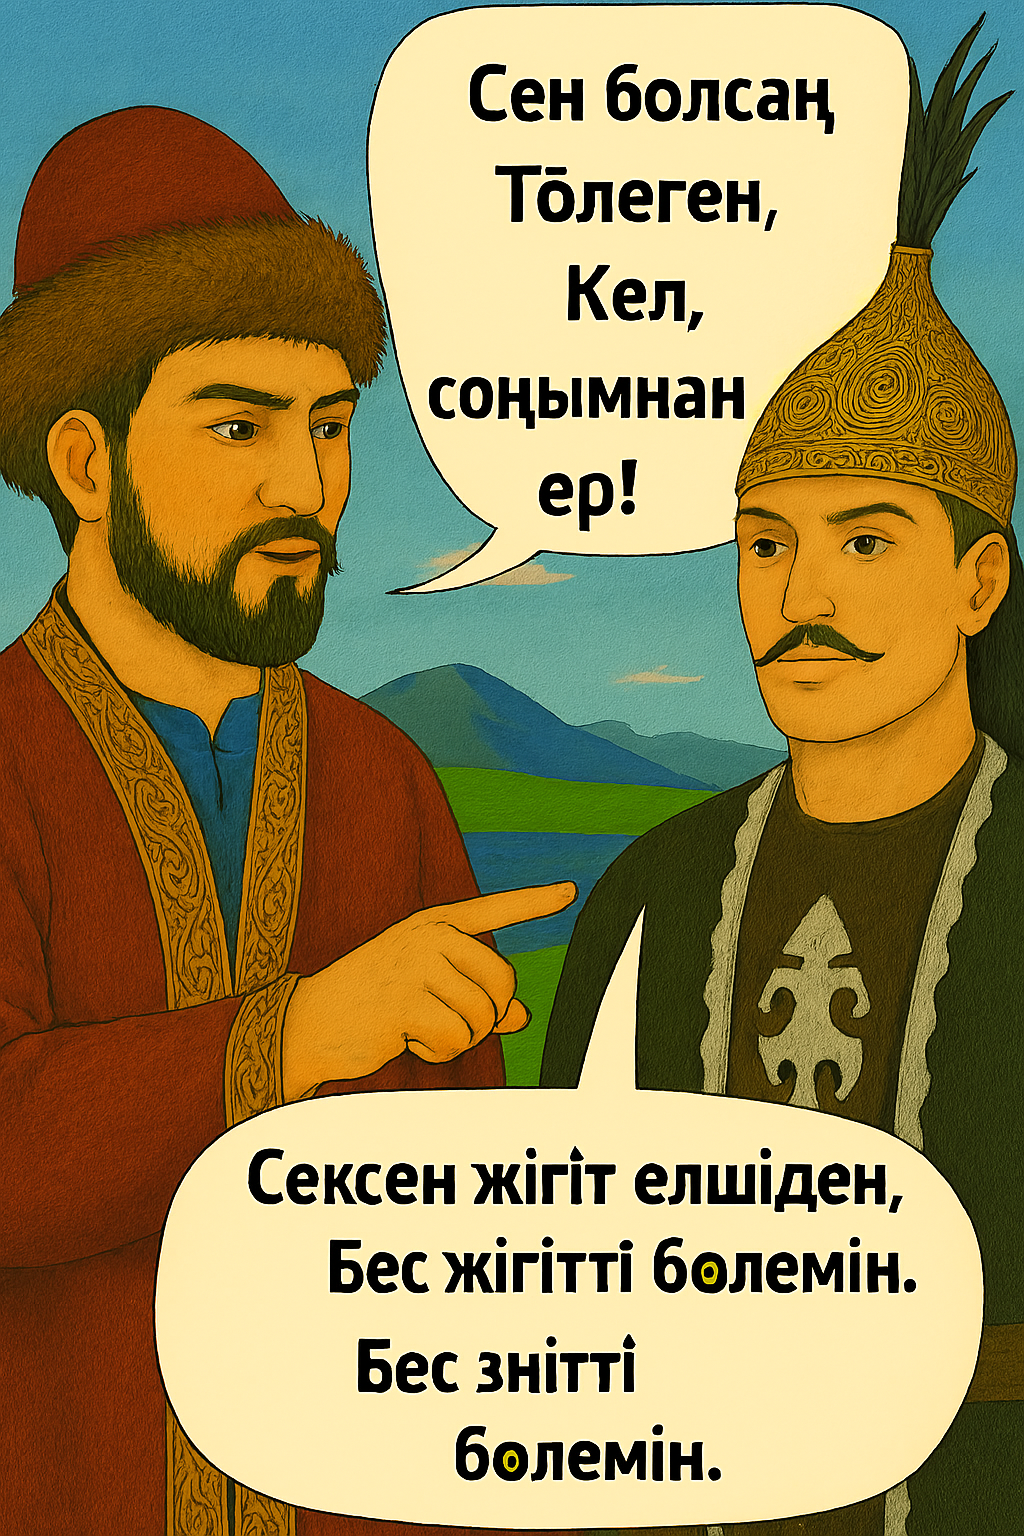 Сен болсаң
Тōлеген,
Кел,
соңымнан
ер!
Сексен жігіт елшіден,
Бес жігітті бөлемін.
Бес знітті
бөлемін.